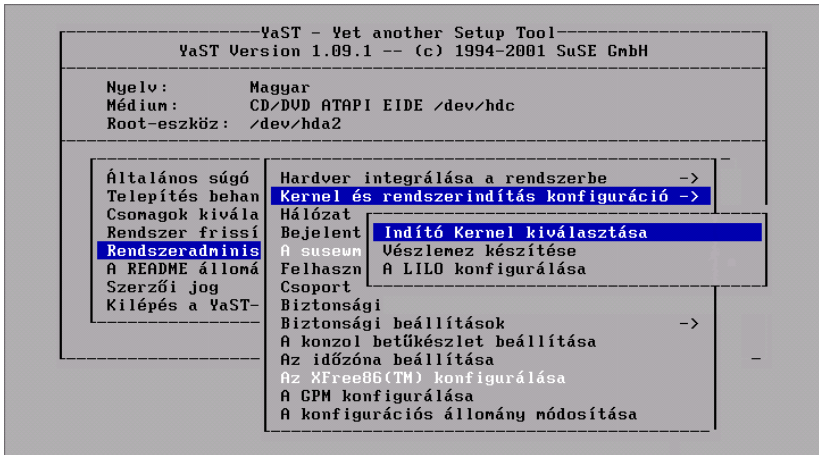 YaST - Yet another Setup Tool
YaST Version 1.09.1 -- (c) 1994-2001 SuSE GmbH
Nyelv: Magyar
Médium: CD/DVD ATAPI EIDE /dev/hdc
Root-eszköz: /dev/hda2
Általános súgó
Telepítés behan
Csomagok kivála
Rendszer frissí
Rendszeradminis
A README állomá
Szerzői jog
Kilépés a YaST-
Hardver integrálása a rendszerbe ->
Kernel és rendszerindítás konfiguráció ->
Hálózat
Bejelent
A susewm
Felhaszn
Csoport
Biztonsági
Biztonsági beállítások ->
A konzol betűkészlet beállítása
Az időzóna beállítása
Az XFree86(TM) konfigurálása
A GPM konfigurálása
A konfigurációs állomány módosítása
Indító Kernel kiválasztása
Vészlemez készítése
A LILO konfigurálása